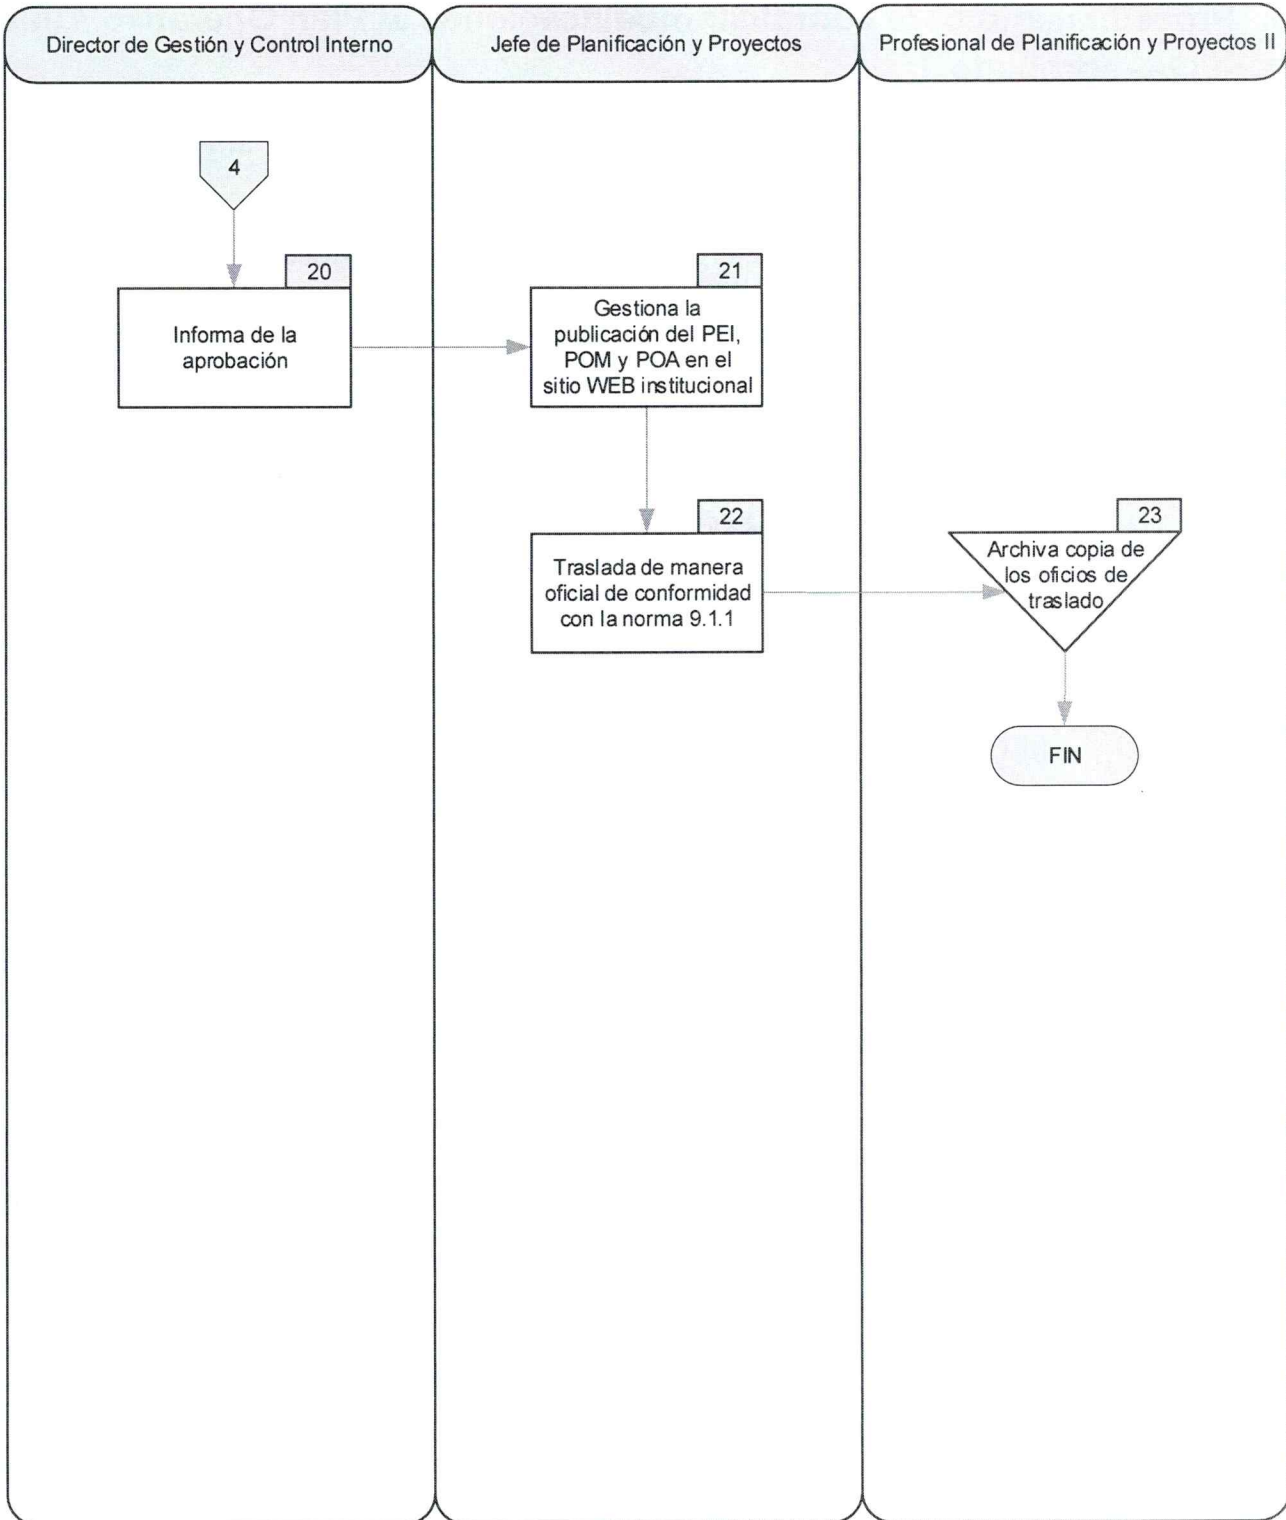 Director de Gestión y Control Interno
Jefe de Planificación y Proyectos
Profesional de Planificación y Proyectos II
4
20
Informa de la
aprobación
21
Gestiona la
publicación del PEI,
POM y POA en el
sitio WEB institucional
22
Traslada de manera
oficial de conformidad
con la norma 9.1.1
23
Archiva copia de
los oficios de
traslado
FIN